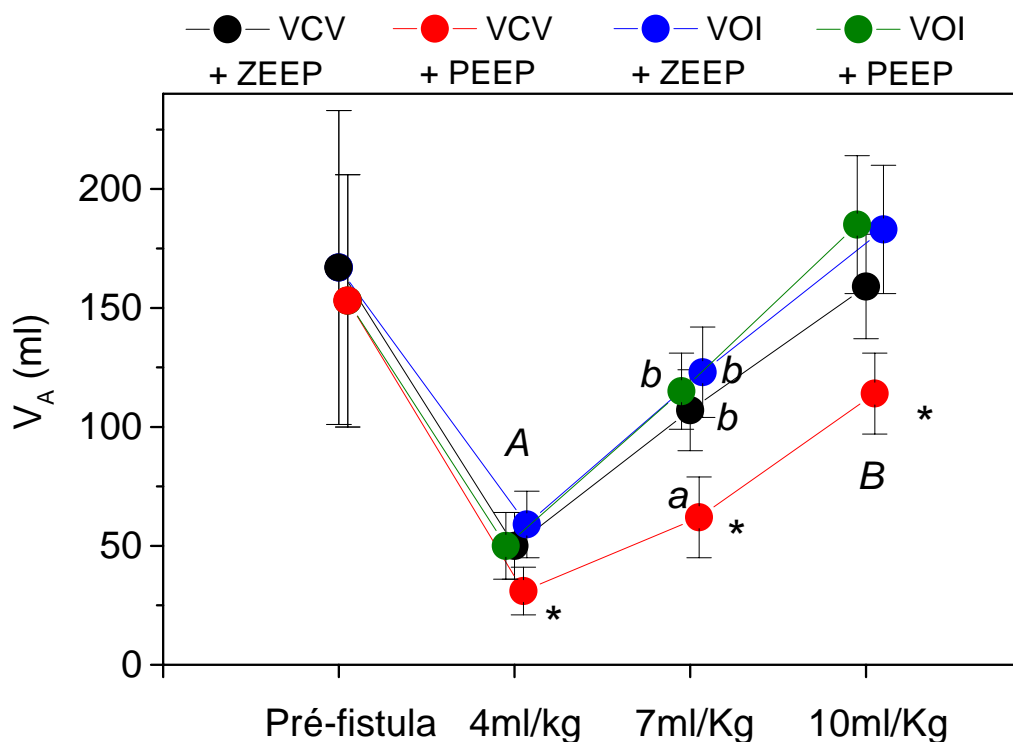 VCV VCV VOI VOI
+ ZEEP + PEEP + ZEEP + PEEP
V_A (ml)
200
150
100
50
0
A
*
b
b
b
a
*
*
B
Pré-fistula 4ml/kg 7ml/Kg 10ml/Kg